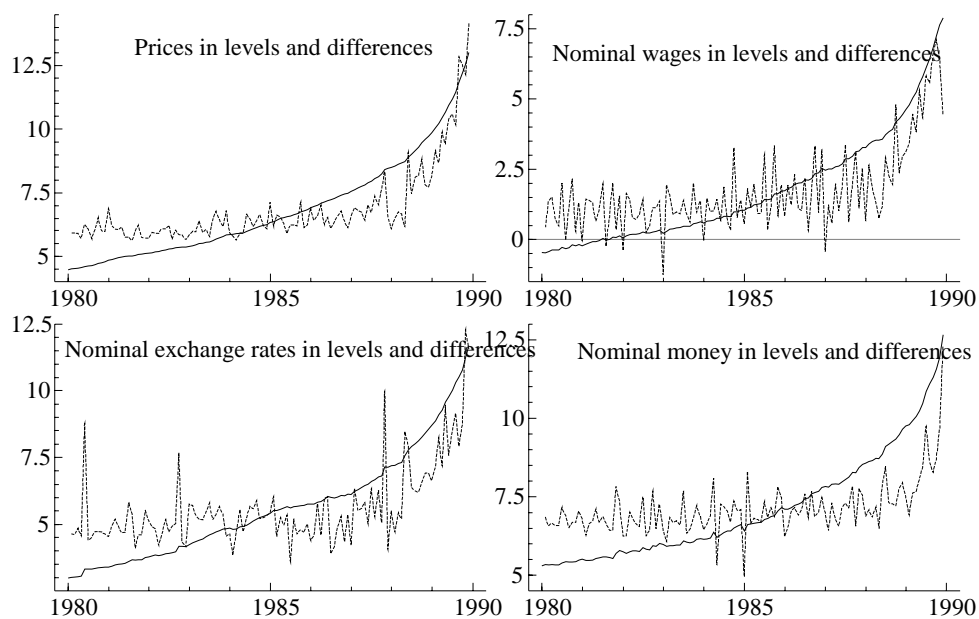 Prices in levels and differences
12.5
10
7.5
5
1980 1985 1990
Nominal wages in levels and differences
7.5
5
2.5
0
1980 1985 1990
Nominal exchange rates in levels and differences
12.5
10
7.5
5
1980 1985 1990
Nominal money in levels and differences
12.5
10
7.5
5
1980 1985 1990